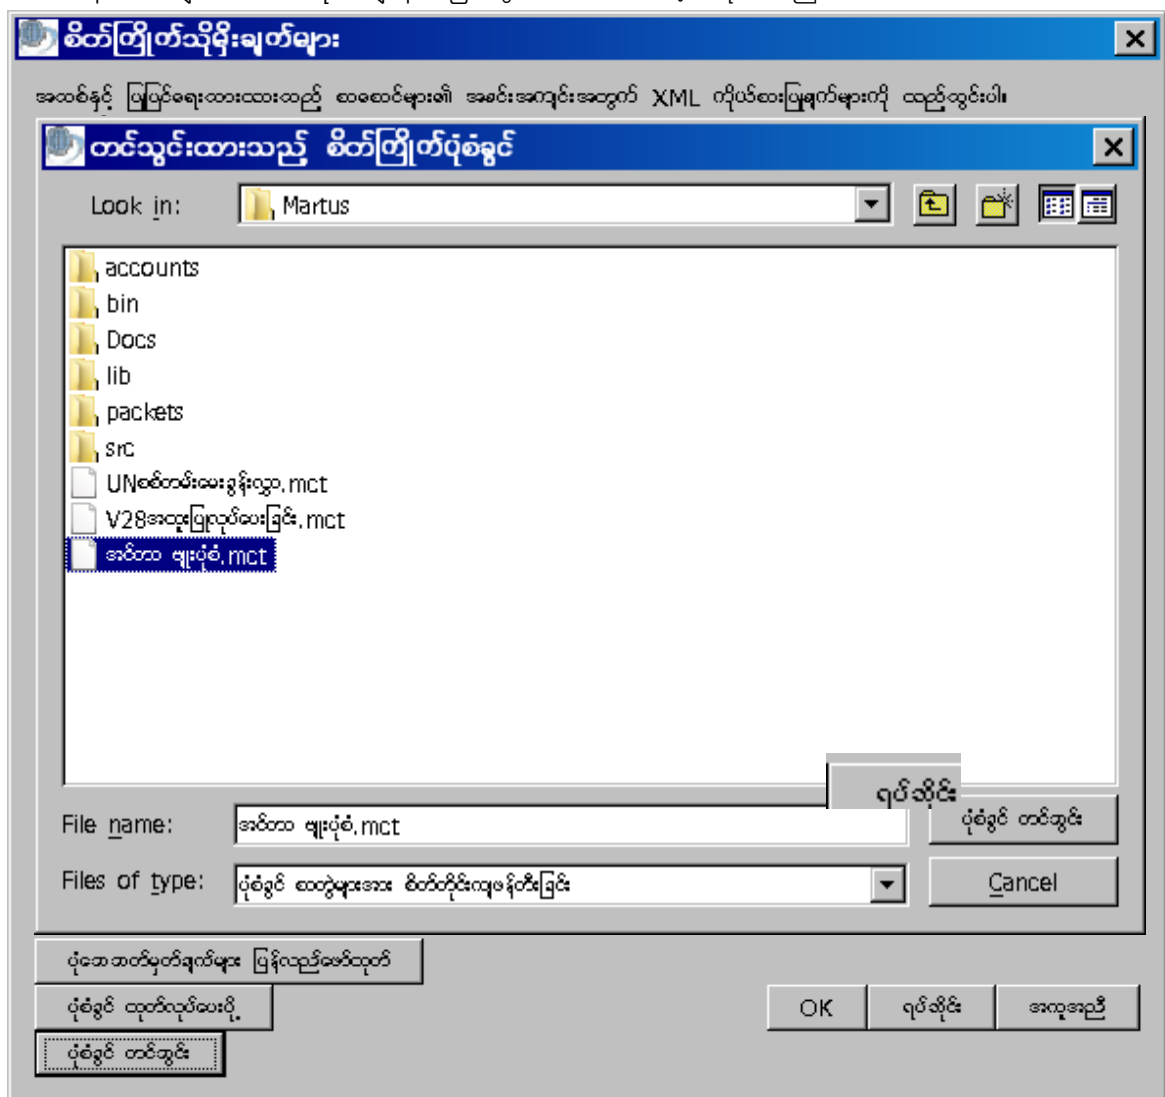 စိတ်ကြိုက်သိုမှီးချက်များ
အသစ်နှင့် ပြုပြင်ရေးသားထားသည့် စာစောင်များ၏ အခင်းအကျင်းအတွက် XML ကိုယ်စားပြုချက်များကို ထည့်သွင်းပါ။
တင်သွင်းထားသည့် စိတ်ကြိုက်ပုံစံခွင်
Look in: Martus
accounts
bin
Docs
lib
packets
src
UNစစ်တမ်းမေးခွန်းလွှာ.mct
V28အထူးပြုလုပ်ပေးခြင်း.mct
အင်တာ ဗျူးပုံစံ.mct
ရပ်ဆိုင်း
File name: အင်တာ ဗျူးပုံစံ.mct ပုံစံခွင် တင်သွင်း
Files of type: ပုံစံခွင် စာတွဲများအား စိတ်တိုင်းကျဖန်တီးခြင်း Cancel
ပုံသေသတ်မှတ်ချက်များ ပြန်လည်ဖော်ထုတ်
ပုံစံခွင် ထုတ်လုပ်ပေးပို့ OK ရပ်ဆိုင်း အကူအညီ
ပုံစံခွင် တင်သွင်း